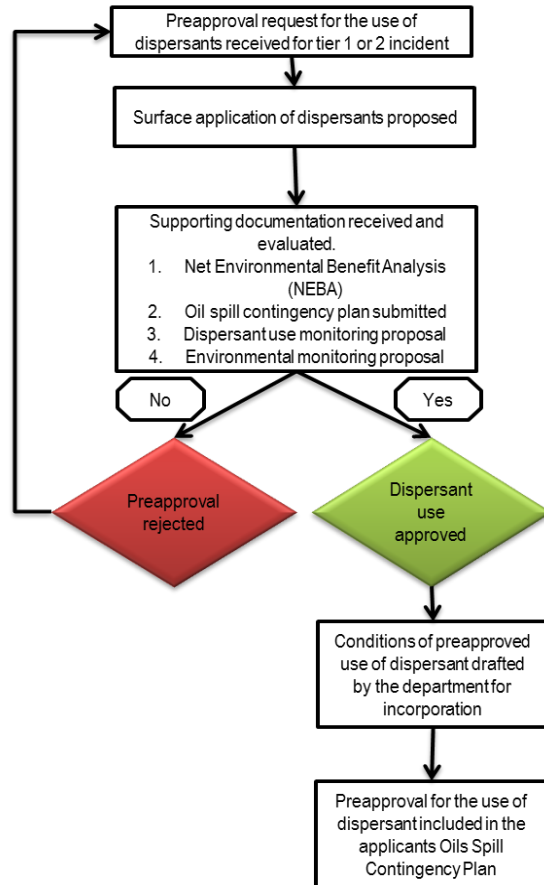 Preapproval request for the use of
dispersants received for tier 1 or 2 incident
Surface application of dispersants proposed
Supporting documentation received and
evaluated.
1. Net Environmental Benefit Analysis
(NEBA)
2. Oil spill contingency plan submitted
3. Dispersant use monitoring proposal
4. Environmental monitoring proposal
No
Yes
Preapproval
rejected
Dispersant
use
approved
Conditions of preapproved
use of dispersant drafted
by the department for
incorporation
Preapproval for the use of
dispersant included in the
applicants Oils Spill
Contingency Plan